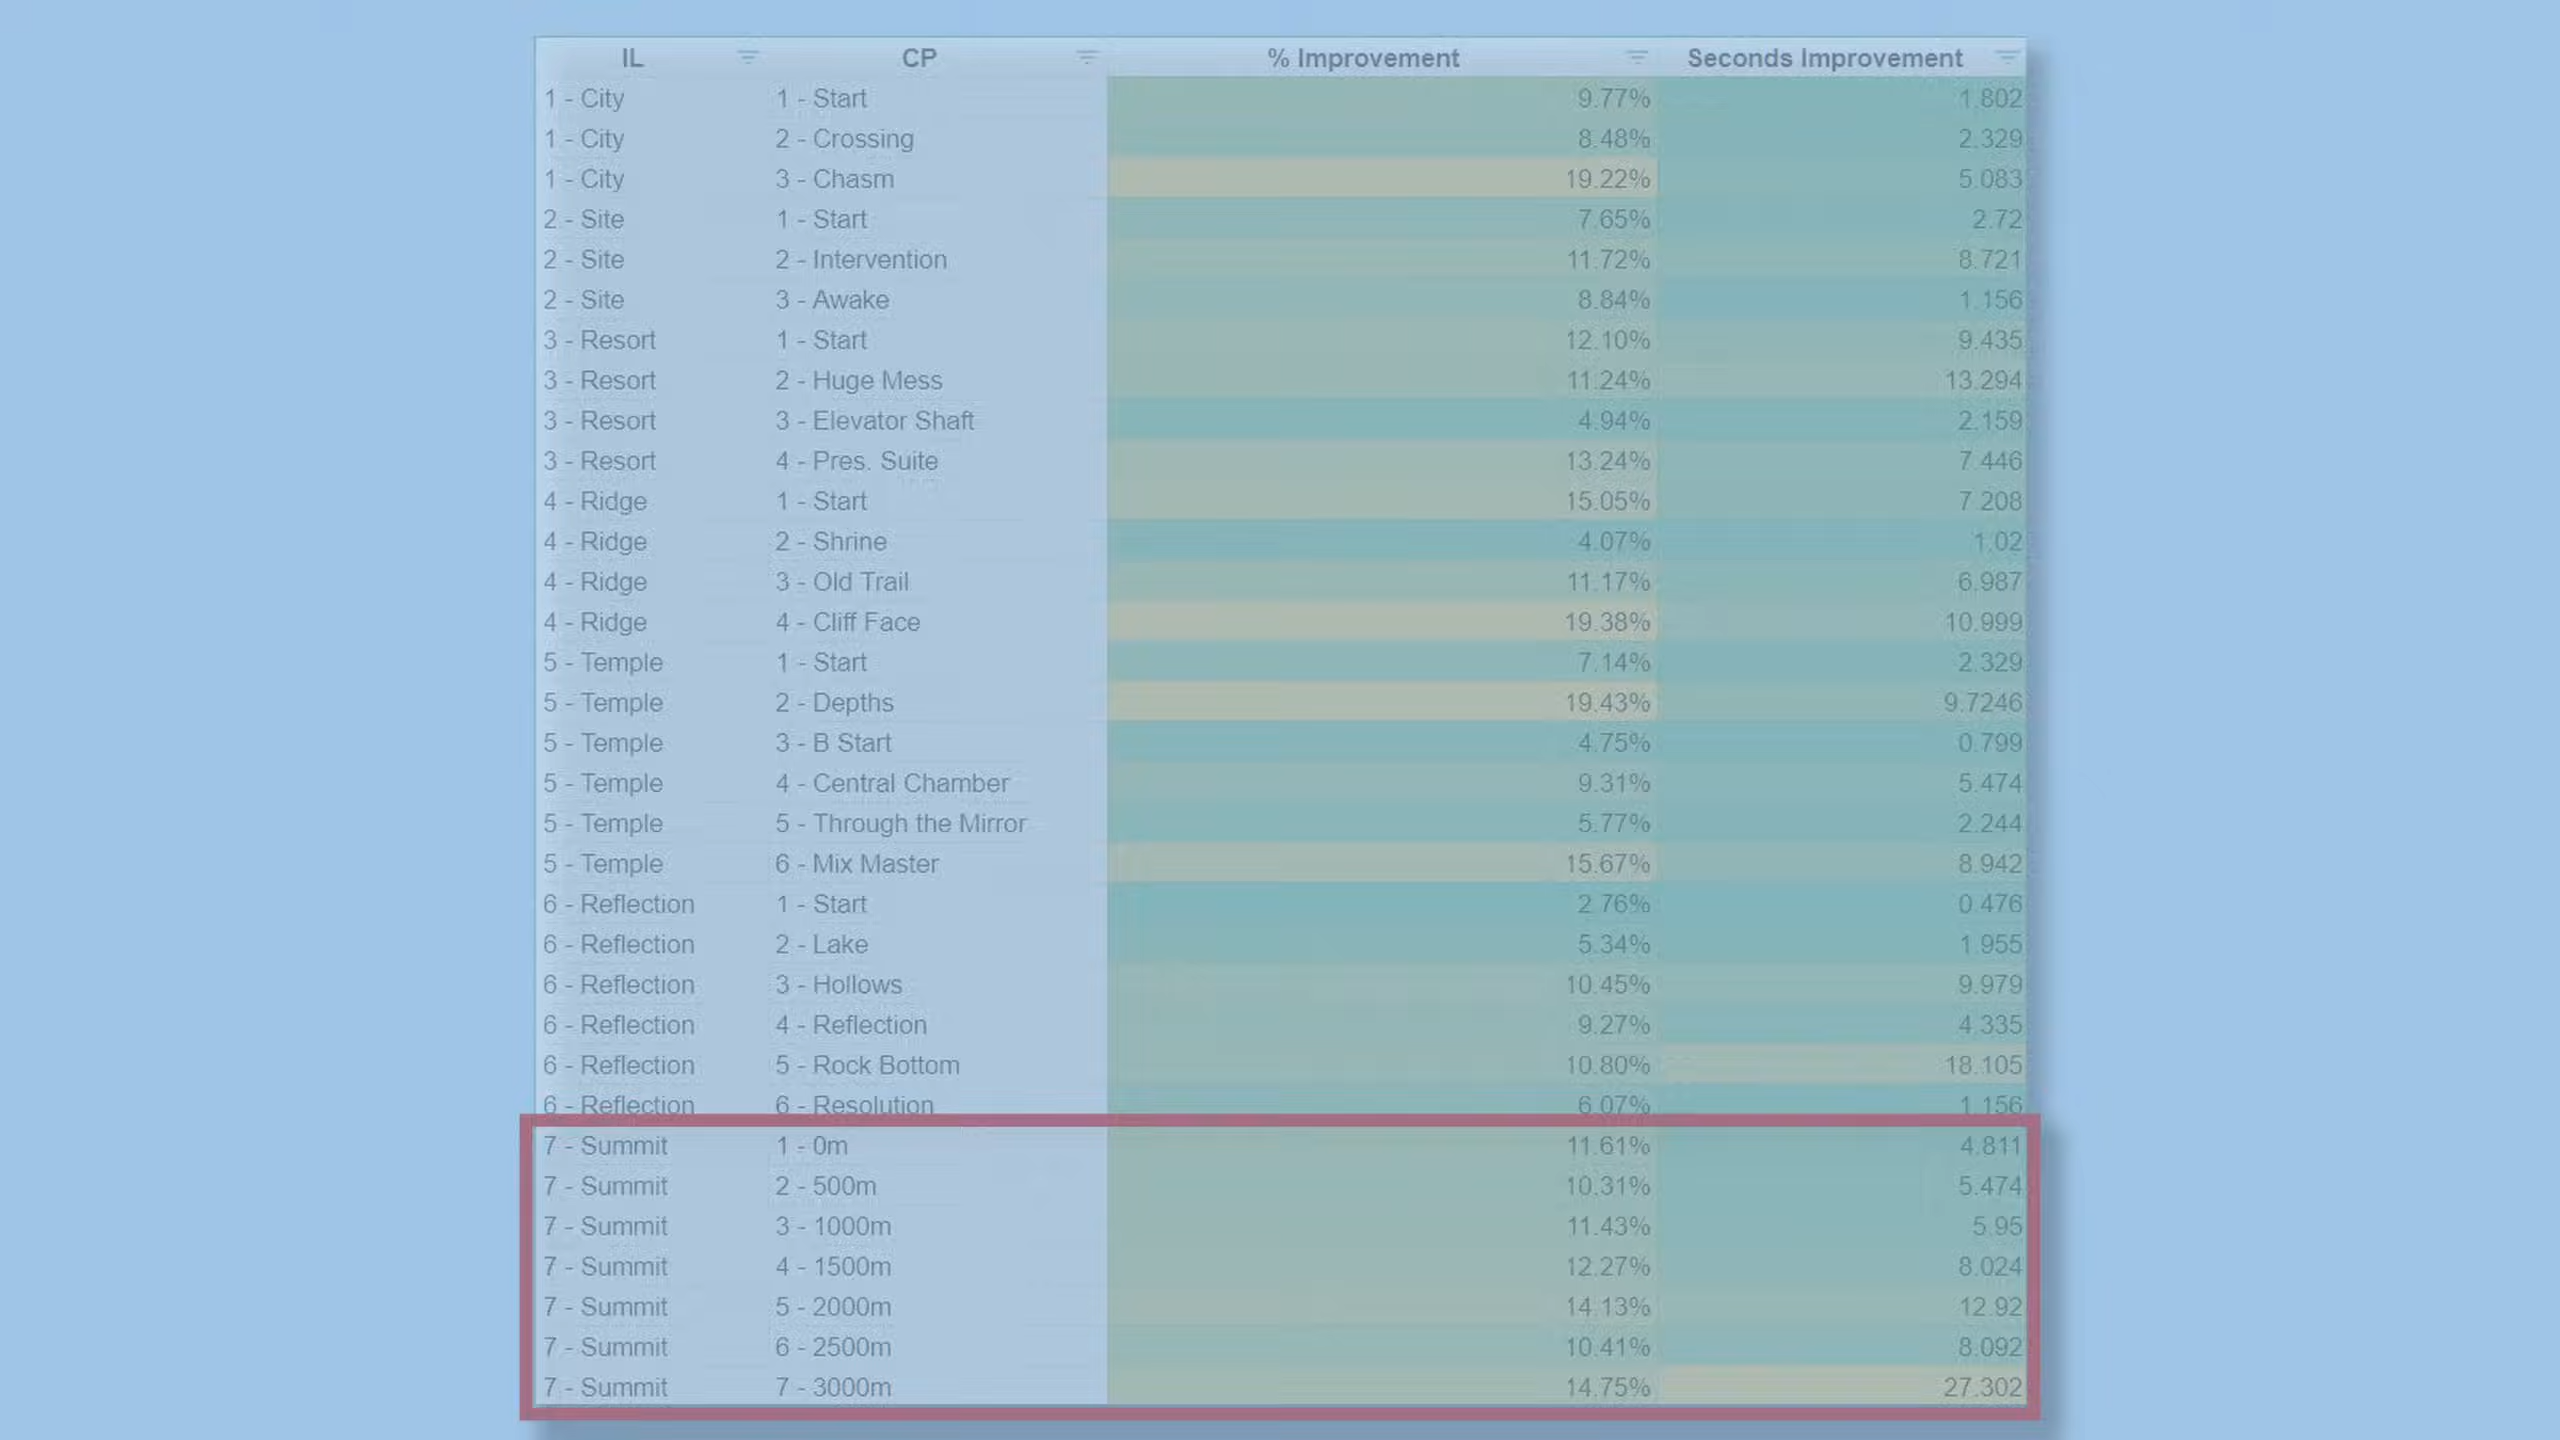 IL CP % Improvement Seconds Improvement
1 - City 1 - Start 9.77% 1.802
1 - City 2 - Crossing 8.48% 2.329
1 - City 3 - Chasm 19.22% 5.083
2 - Site 1 - Start 7.65% 2.72
2 - Site 2 - Intervention 11.72% 8.721
2 - Site 3 - Awake 8.84% 1.156
3 - Resort 1 - Start 12.10% 9.435
3 - Resort 2 - Huge Mess 11.24% 13.294
3 - Resort 3 - Elevator Shaft 4.94% 2.159
3 - Resort 4 - Pres. Suite 13.24% 7.446
4 - Ridge 1 - Start 15.05% 7.208
4 - Ridge 2 - Shrine 4.07% 1.02
4 - Ridge 3 - Old Trail 11.17% 6.987
4 - Ridge 4 - Cliff Face 19.38% 10.999
5 - Temple 1 - Start 7.14% 2.329
5 - Temple 2 - Depths 19.43% 9.7246
5 - Temple 3 - B Start 4.75% 0.799
5 - Temple 4 - Central Chamber 9.31% 5.474
5 - Temple 5 - Through the Mirror 5.77% 2.244
5 - Temple 6 - Mix Master 15.67% 8.942
6 - Reflection 1 - Start 2.76% 0.476
6 - Reflection 2 - Lake 5.34% 1.955
6 - Reflection 3 - Hollows 10.45% 9.979
6 - Reflection 4 - Reflection 9.27% 4.335
6 - Reflection 5 - Rock Bottom 10.80% 18.105
6 - Reflection 6 - Resolution 6.07% 1.156
7 - Summit 1 - 0m 11.61% 4.811
7 - Summit 2 - 500m 10.31% 5.474
7 - Summit 3 - 1000m 11.43% 5.95
7 - Summit 4 - 1500m 12.27% 8.024
7 - Summit 5 - 2000m 14.13% 12.92
7 - Summit 6 - 2500m 10.41% 8.092
7 - Summit 7 - 3000m 14.75% 27.302